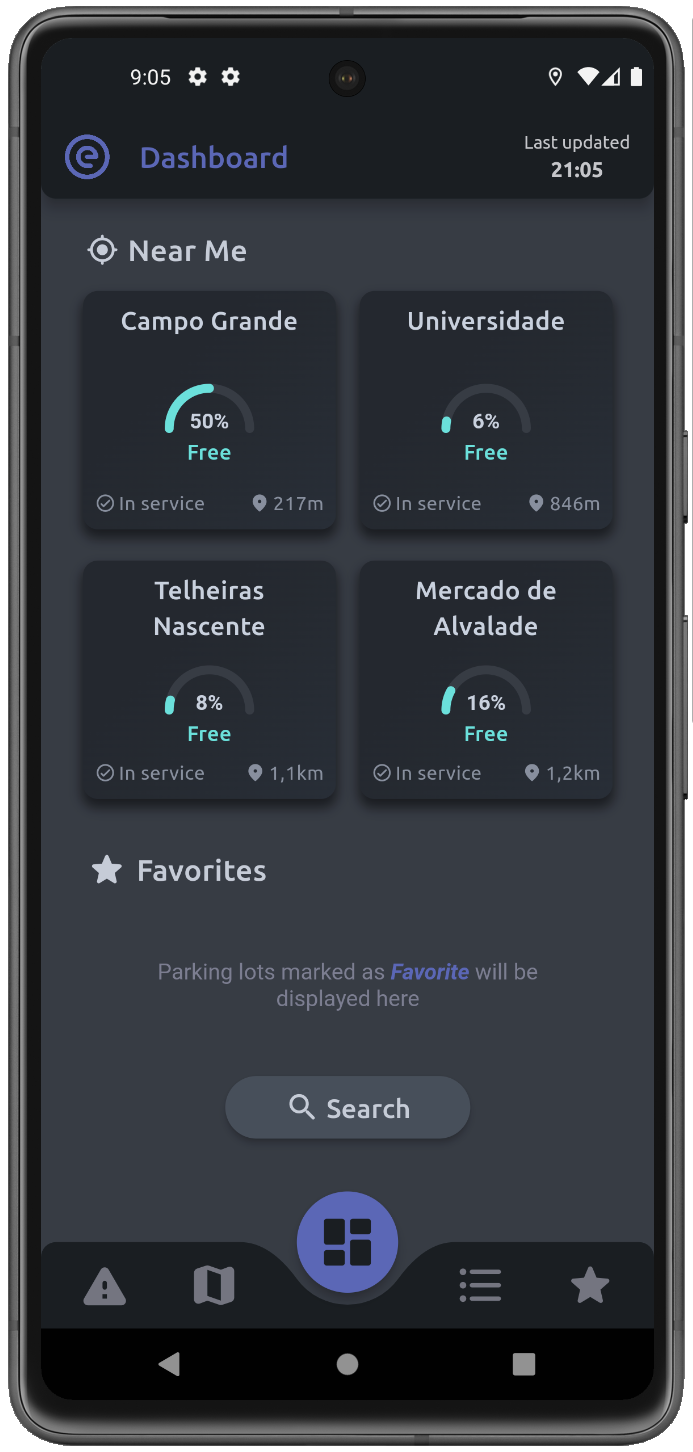 9:05
Dashboard
Last updated
21:05
Near Me
Campo Grande
50%
Free
In service
217m
Universidade
6%
Free
In service
846m
Telheiras
Nascente
8%
Free
In service
1,1km
Mercado de
Alvalade
16%
Free
In service
1,2km
Favorites
Parking lots marked as Favorite will be
displayed here
Search